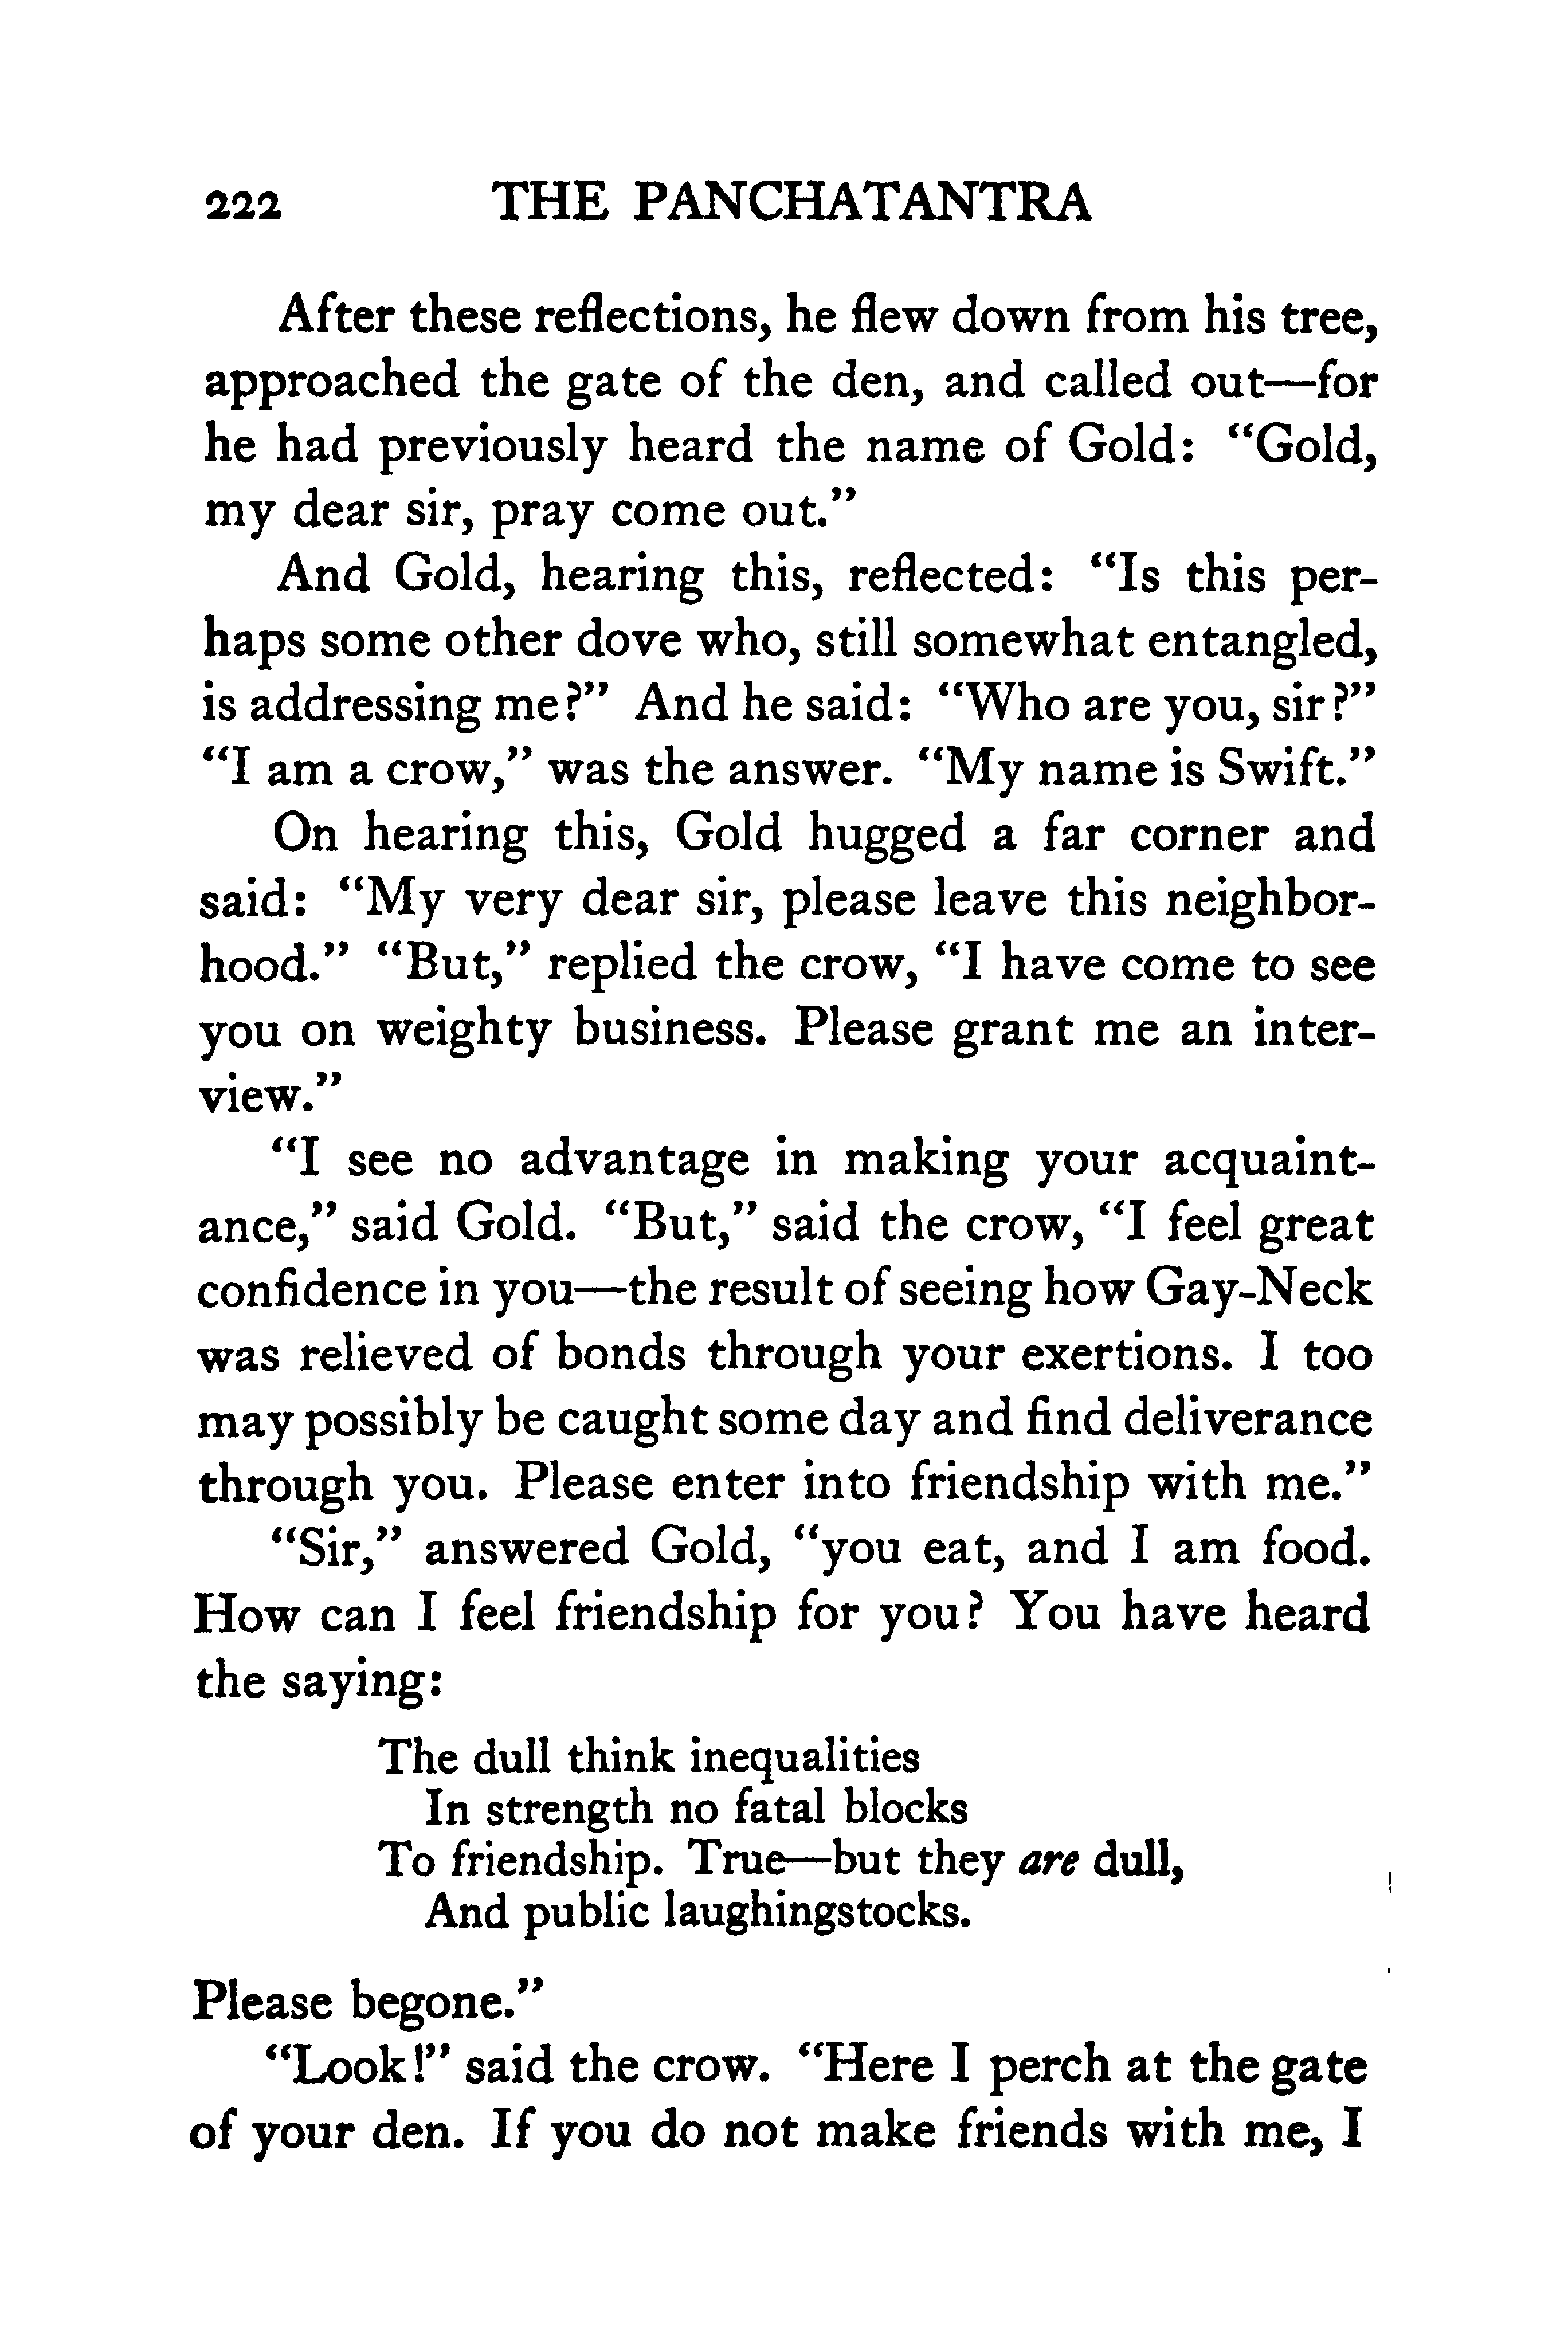 222 THE PANCHATANTRA
After these reflections, he flew down from his tree,
approached the gate of the den, and called out—for
he had previously heard the name of Gold: “Gold,
my dear sir, pray come out.”
And Gold, hearing this, reflected: “Is this per-
haps some other dove who, still somewhat entangled,
is addressing me?” And he said: “Who are you, sir?”
“I am a crow,” was the answer. “My name is Swift.”
On hearing this, Gold hugged a far corner and
said: “My very dear sir, please leave this neighbor-
hood.” “But,” replied the crow, “I have come to see
you on weighty business. Please grant me an inter-
view.”
“I see no advantage in making your acquaint-
ance,” said Gold. “But,” said the crow, “I feel great
confidence in you—the result of seeing how Gay-Neck
was relieved of bonds through your exertions. I too
may possibly be caught some day and find deliverance
through you. Please enter into friendship with me.”
“Sir,” answered Gold, “you eat, and I am food.
How can I feel friendship for you? You have heard
the saying:
The dull think inequalities
In strength no fatal blocks
To friendship. True—but they are dull,
And public laughingstocks.
Please begone.”
“Look!” said the crow. “Here I perch at the gate
of your den. If you do not make friends with me, I